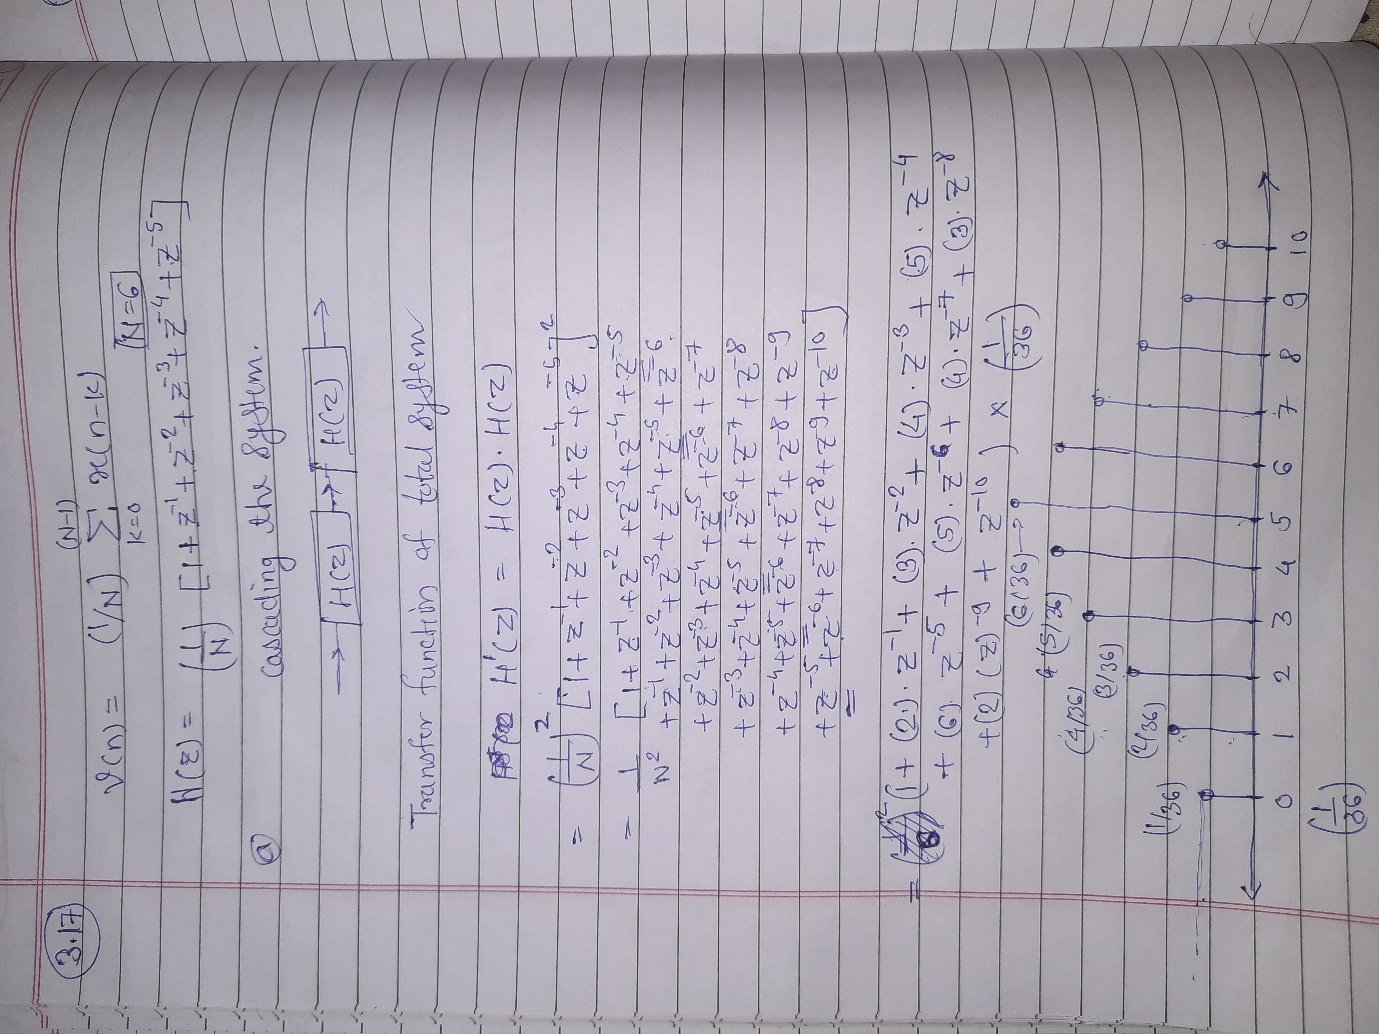 3.17
v(n) = (1/N) Σ_{k=0}^{(N-1)} x(n-k)
N=6
H(z) = (1/N) [1+z^-1+z^-2+z^-3+z^-4+z^-5]
(a) Cascading the System.
→ H(z) → H(z) →
Transfer function of total System
H'(z) = H(z)·H(z)
= (1/N)^2 [1+z^-1+z^-2+z^-3+z^-4+z^-5]^2
= 1/N^2 [1+z^-1+z^-2+z^-3+z^-4+z^-5
+z^-1+z^-2+z^-3+z^-4+z^-5+z^-6
+z^-2+z^-3+z^-4+z^-5+z^-6+z^-7
+z^-3+z^-4+z^-5+z^-6+z^-7+z^-8
+z^-4+z^-5+z^-6+z^-7+z^-8+z^-9
+z^-5+z^-6+z^-7+z^-8+z^-9+z^-10]
= (1+(2)·z^-1+(3)·z^-2+(4)·z^-3+(5)·z^-4
+(6)·z^-5+(5)·z^-6+(4)·z^-7+(3)·z^-8
+(2)(z)^-9+z^-10) × (1/36)
(6/36)→
(5/36)
(4/36)
(3/36)
(2/36)
(1/36)
0 1 2 3 4 5 6 7 8 9 10
(1/36)